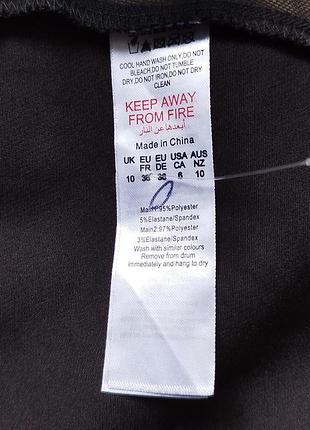 COOL HAND WASH ONLY,DO NOT
BLEACH,DO NOT TUMBLE
DRY,DO NOT IRON,DO NOT DRY
CLEAN
KEEP AWAY
FROM FIRE
أبعدها عن النار
Made in China
UK EU EU USA AUS
FR DE CA NZ
10 38 36 6 10
Main1:95% Polyester
5%Elastane/Spandex
Main2:97% Polyester
3%Elastane/Spandex
Wash with similar colours
Remove from drum
immediately and hang to dry